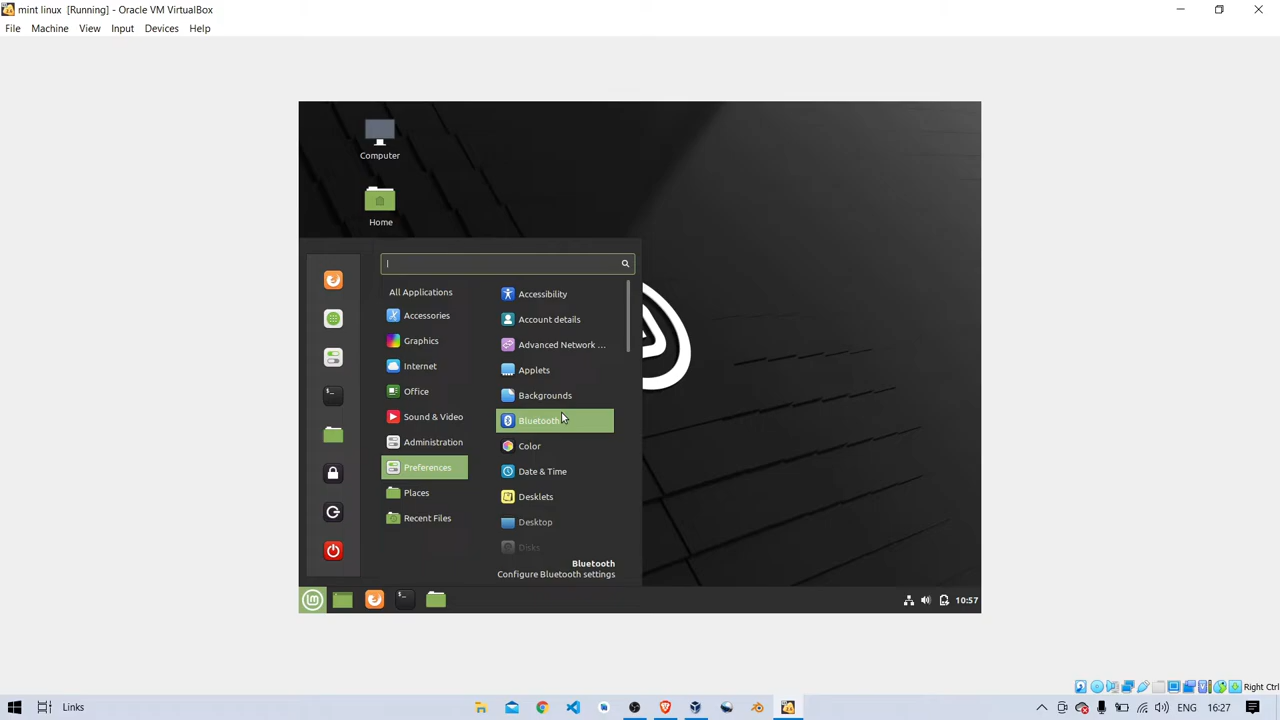 mint linux [Running] - Oracle VM VirtualBox
File Machine View Input Devices Help
Computer
Home
All Applications
Accessories
Graphics
Internet
Office
Sound & Video
Administration
Preferences
Places
Recent Files
Accessibility
Account details
Advanced Network ...
Applets
Backgrounds
Bluetooth
Color
Date & Time
Desklets
Desktop
Disks
Bluetooth
Configure Bluetooth settings
10:57
Right Ctrl
Links
ENG 16:27